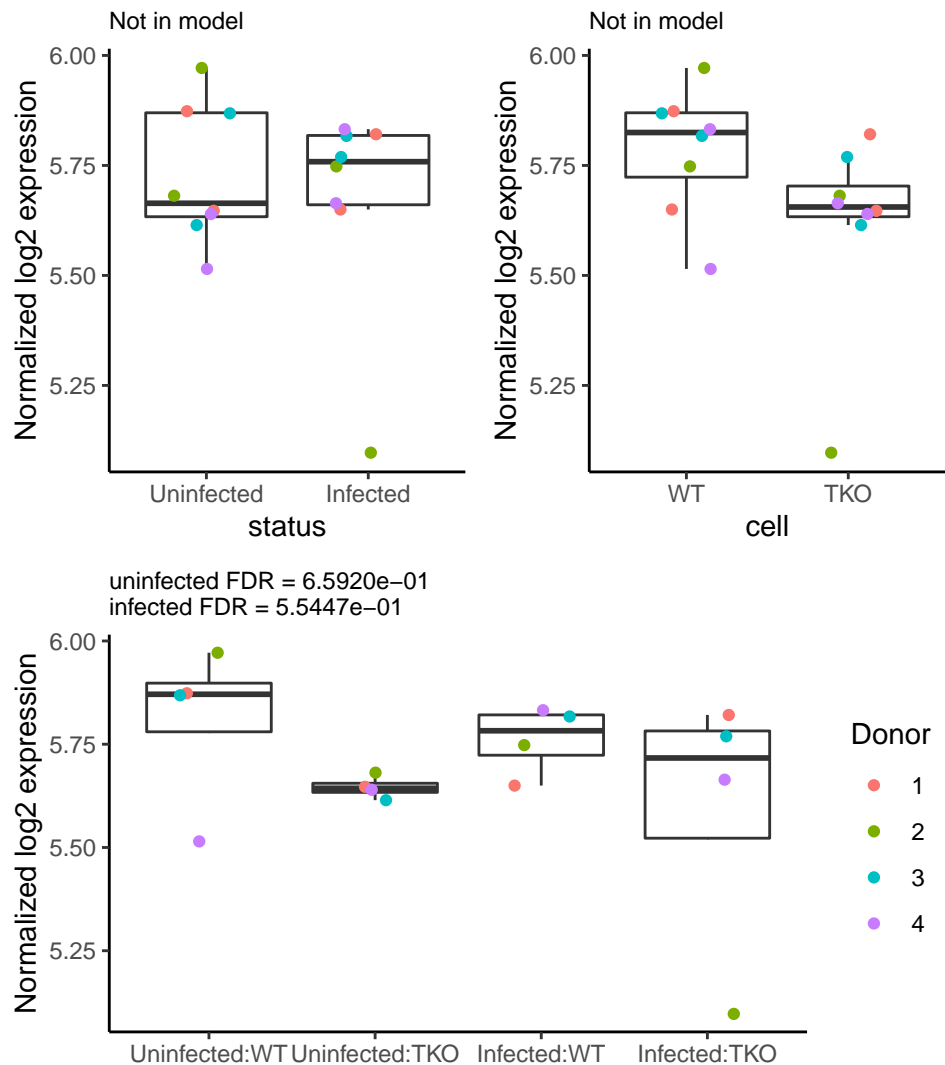 Not in model
Normalized log2 expression
6.00
5.75
5.50
5.25
Uninfected
Infected
status
Not in model
Normalized log2 expression
6.00
5.75
5.50
5.25
WT
TKO
cell
uninfected FDR = 6.5920e−01
infected FDR = 5.5447e−01
Normalized log2 expression
6.00
5.75
5.50
5.25
Uninfected:WT
Uninfected:TKO
Infected:WT
Infected:TKO
Donor
1
2
3
4